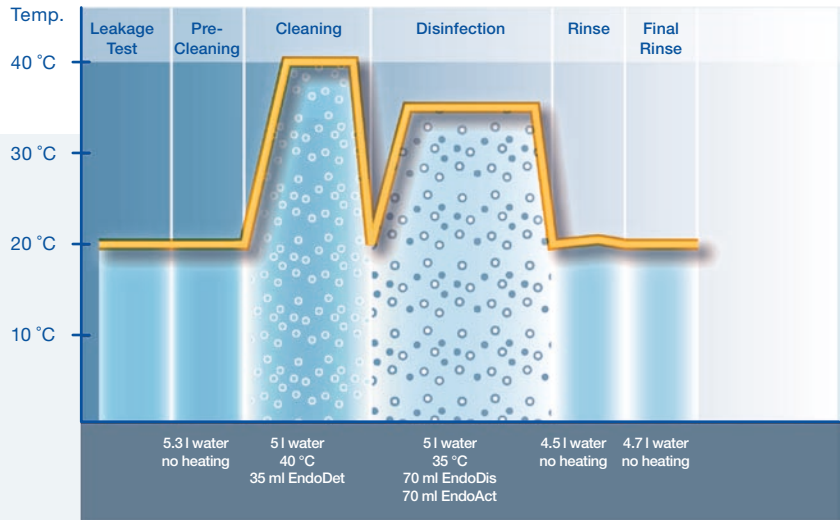 Temp.
Leakage
Test
Pre-
Cleaning
Cleaning
Disinfection
Rinse
Final
Rinse
40 °C
30 °C
20 °C
10 °C
5.3 l water
no heating
5 l water
40 °C
35 ml EndoDet
5 l water
35 °C
70 ml EndoDis
70 ml EndoAct
4.5 l water
no heating
4.7 l water
no heating